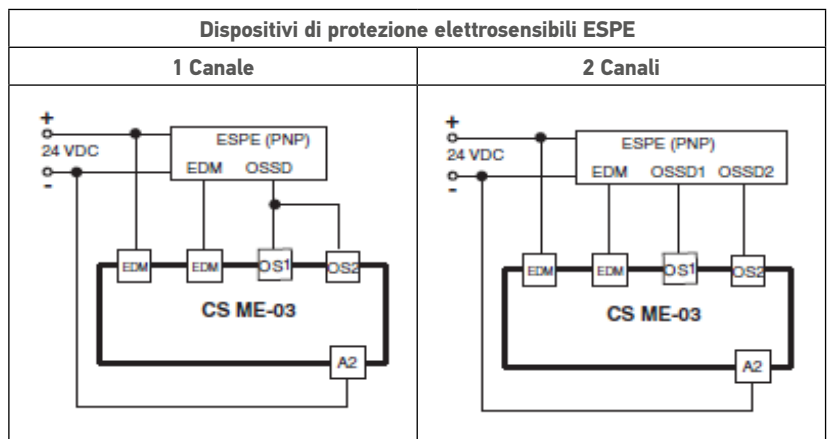 Dispositivi di protezione elettrosensibili ESPE
1 Canale
2 Canali
+
24 VDC
-
ESPE (PNP)
EDM OSSD
EDM EDM OS1 OS2
CS ME-03
A2
+
24 VDC
-
ESPE (PNP)
EDM OSSD1 OSSD2
EDM EDM OS1 OS2
CS ME-03
A2